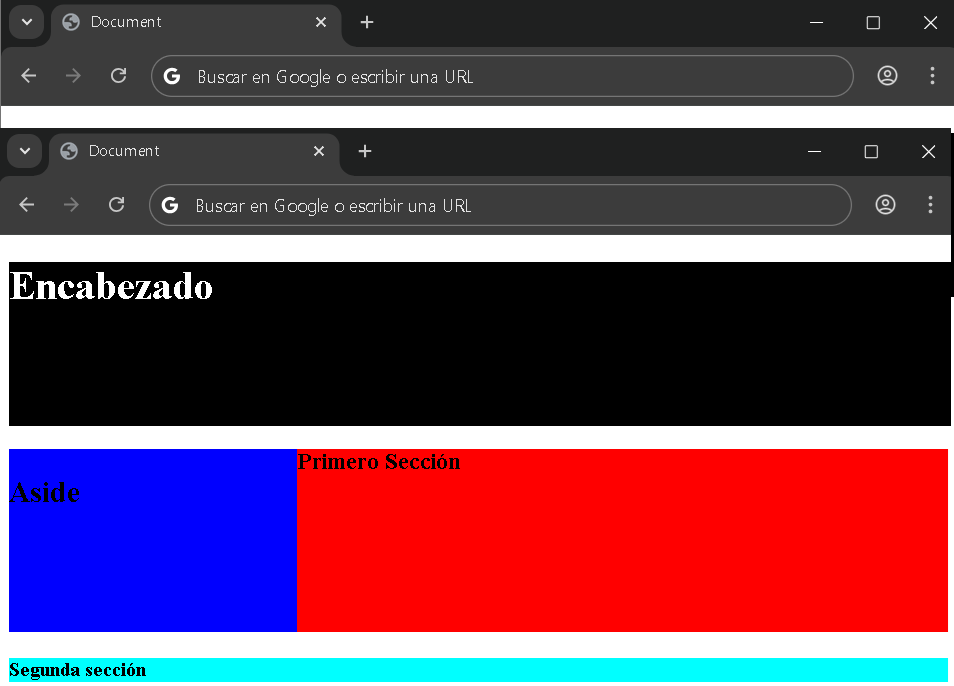 Document
Buscar en Google o escribir una URL
Document
Buscar en Google o escribir una URL
Encabezado
Primero Sección
Aside
Segunda sección